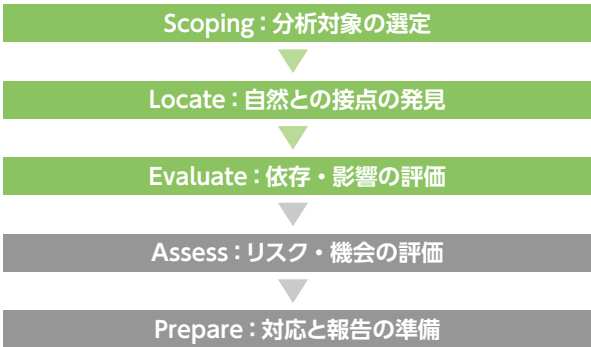 Scoping：分析対象の選定
Locate：自然との接点の発見
Evaluate：依存・影響の評価
Assess：リスク・機会の評価
Prepare：対応と報告の準備